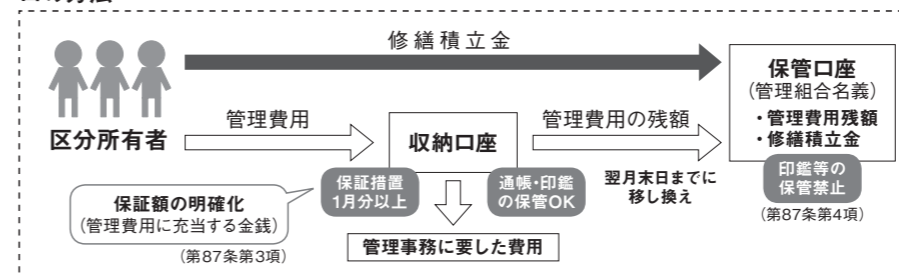 修繕積立金
区分所有者
管理費用
収納口座
管理費用の残額
保管口座
(管理組合名義)
・管理費用残額
・修繕積立金
印鑑等の
保管禁止
(第87条第4項)
保証措置
1月分以上
通帳・印鑑
の保管OK
翌月末日までに
移し換え
保証額の明確化
(管理費用に充当する金銭)
(第87条第3項)
管理事務に要した費用